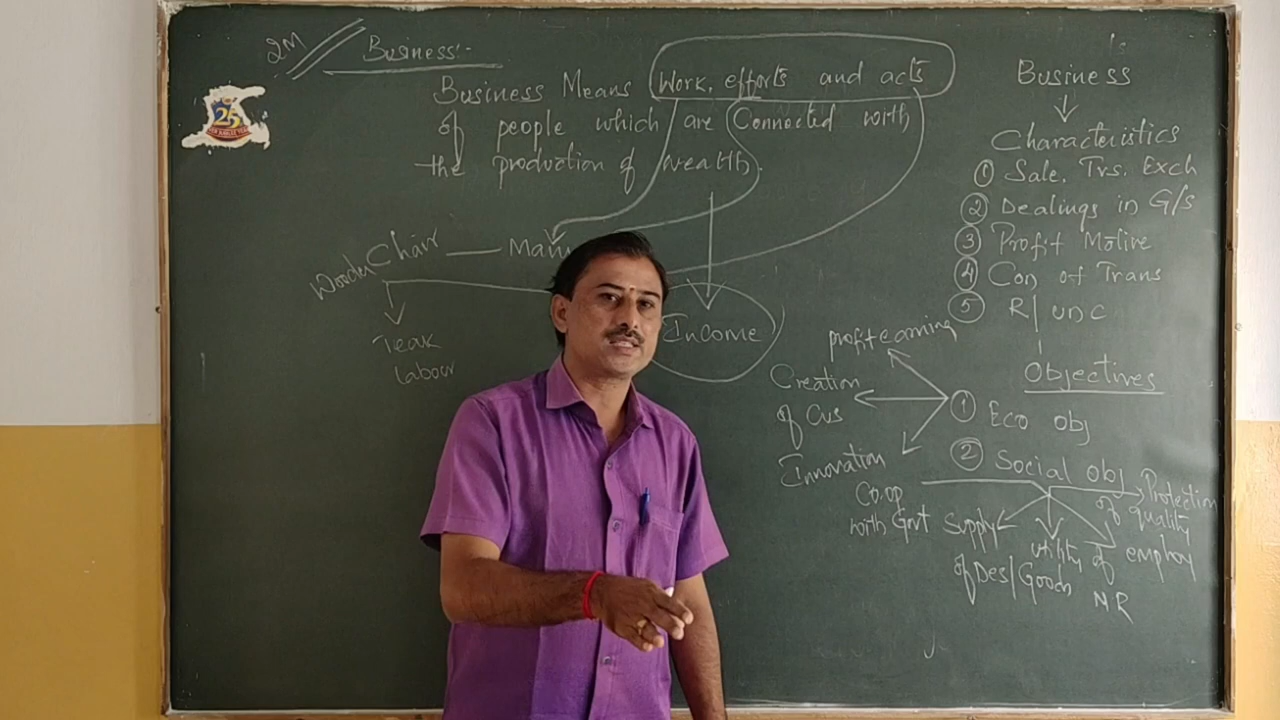 2M
Business:-
Business Means Work, efforts and acts
of people which are Connected with
the production of wealth.
Wooden Chair
Teak
labour
Income
25
Business
Characteristics
① Sale, Trs. Exch
② Dealings in G/S
③ Profit Motive
④ Con of Trans
⑤ R/unc
Objectives
① Eco obj
profit earning
Creation
of Cus
Innovation
② Social obj
Co.op
with Govt
Supply
of Des/Goods
utility of
NR
employ
Protection
of quality